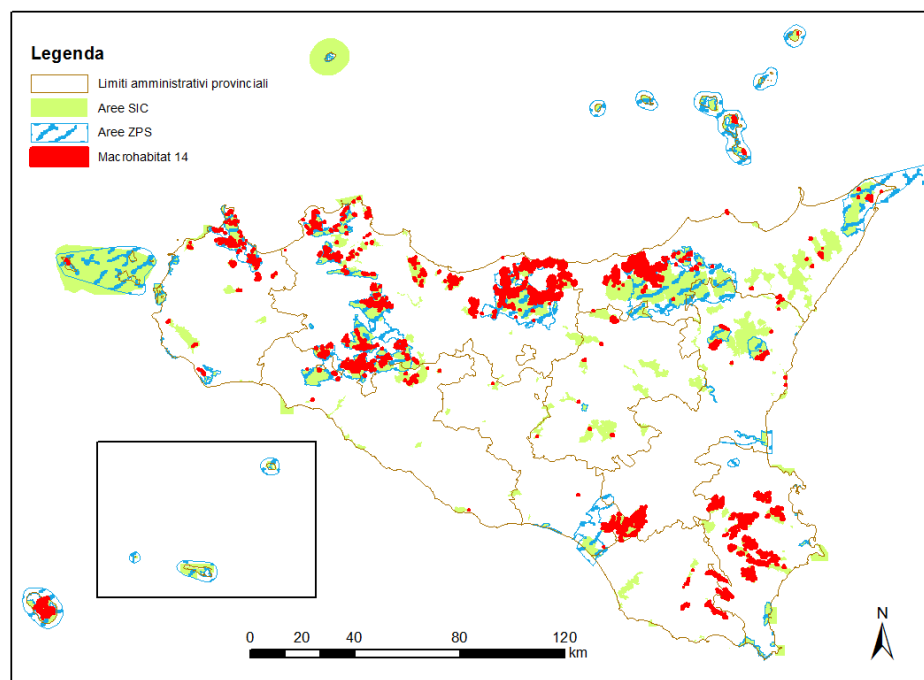 Legenda
Limiti amministrativi provinciali
Aree SIC
Aree ZPS
Macrohabitat 14
N
0 20 40 80 120
km